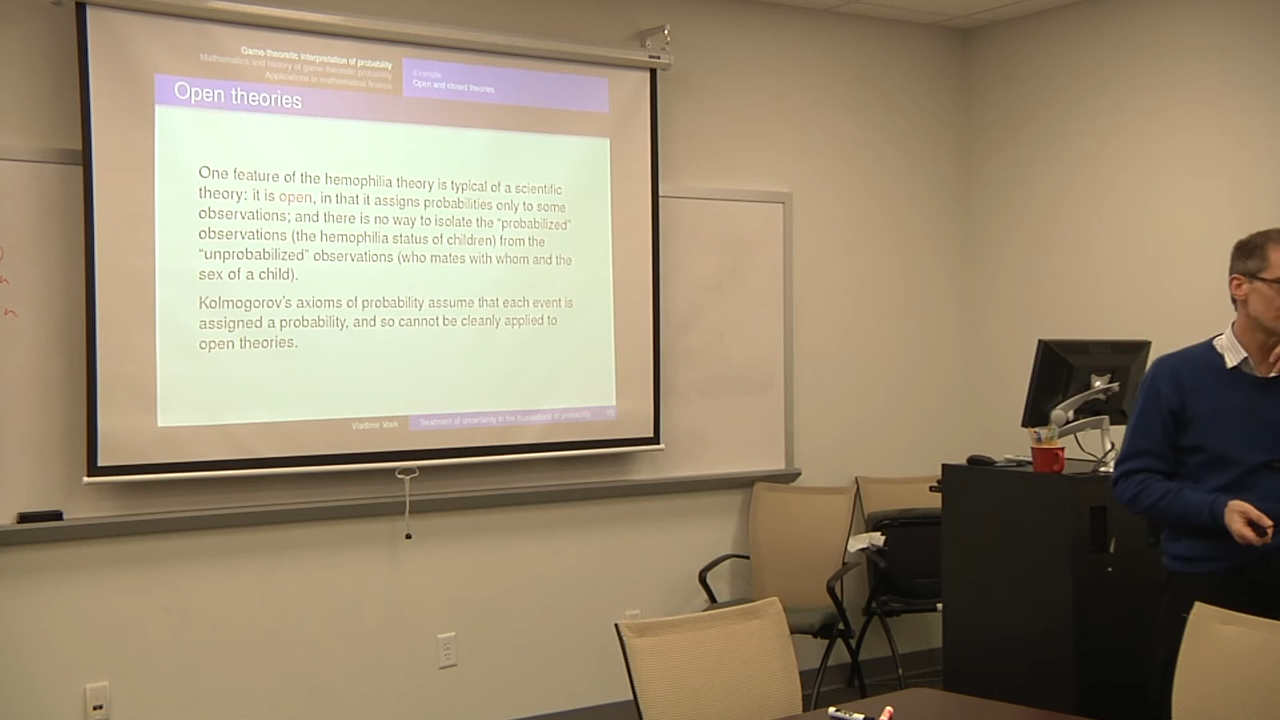 Game-theoretic interpretation of probability
Mathematics and history of game-theoretic probability
Applications in mathematical finance
Example
Open and closed theories
Open theories
One feature of the hemophilia theory is typical of a scientific
theory: it is open, in that it assigns probabilities only to some
observations; and there is no way to isolate the “probabilized”
observations (the hemophilia status of children) from the
“unprobabilized” observations (who mates with whom and the
sex of a child).
Kolmogorov's axioms of probability assume that each event is
assigned a probability, and so cannot be cleanly applied to
open theories.
Vladimir Vovk
Treatment of uncertainty in the foundations of probability